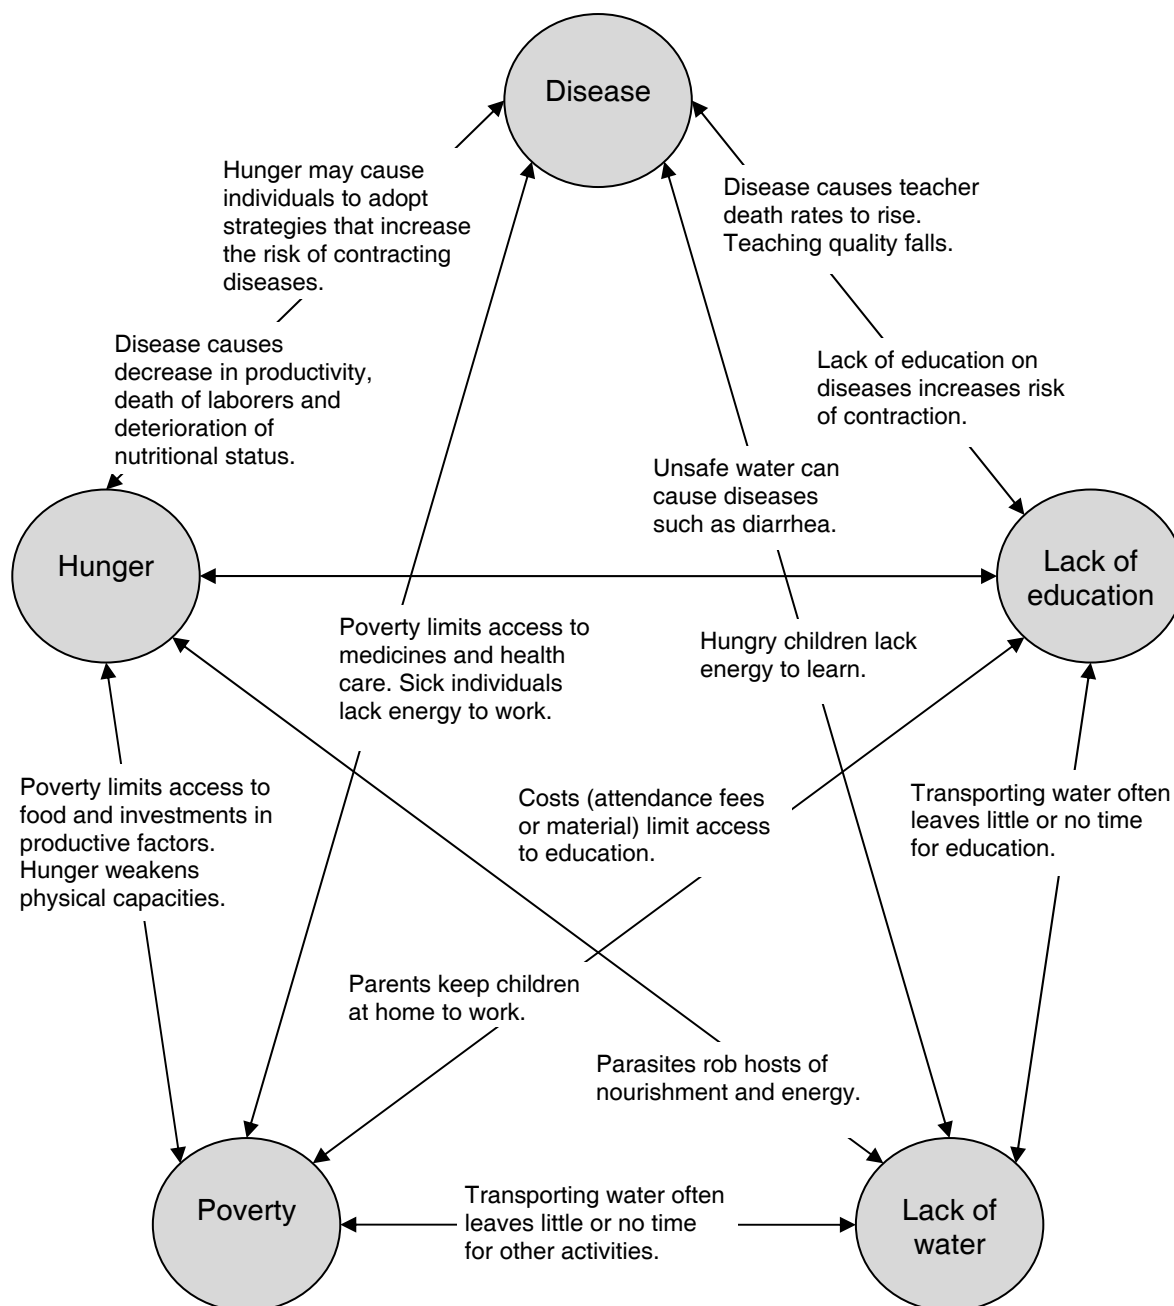 Disease
Hunger may cause
individuals to adopt
strategies that increase
the risk of contracting
diseases.
Disease causes teacher
death rates to rise.
Teaching quality falls.
Disease causes
decrease in productivity,
death of laborers and
deterioration of
nutritional status.
Lack of education on
diseases increases risk
of contraction.
Unsafe water can
cause diseases
such as diarrhea.
Hunger
Lack of
education
Poverty limits access to
medicines and health
care. Sick individuals
lack energy to work.
Hungry children lack
energy to learn.
Poverty limits access to
food and investments in
productive factors.
Hunger weakens
physical capacities.
Costs (attendance fees
or material) limit access
to education.
Transporting water often
leaves little or no time
for education.
Parents keep children
at home to work.
Parasites rob hosts of
nourishment and energy.
Poverty
Transporting water often
leaves little or no time
for other activities.
Lack of
water